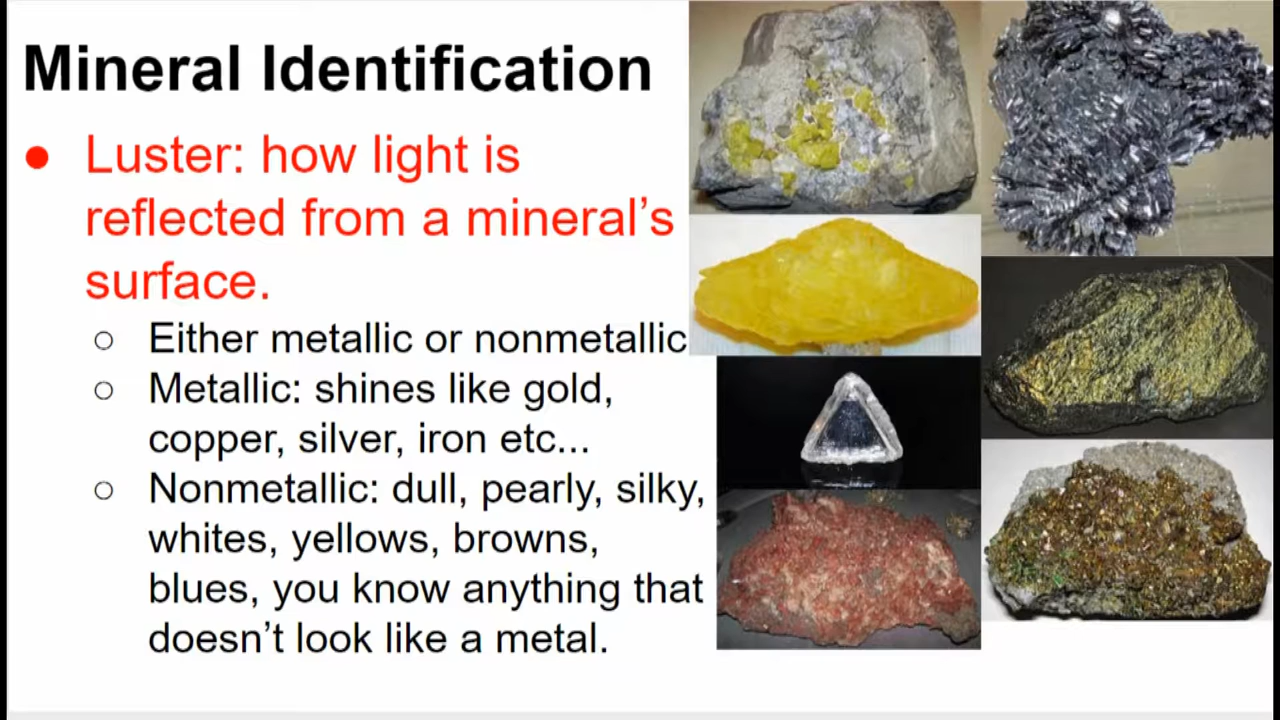 Mineral Identification
● Luster: how light is
reflected from a mineral's
surface.
○ Either metallic or nonmetallic
○ Metallic: shines like gold,
copper, silver, iron etc...
○ Nonmetallic: dull, pearly, silky,
whites, yellows, browns,
blues, you know anything that
doesn't look like a metal.